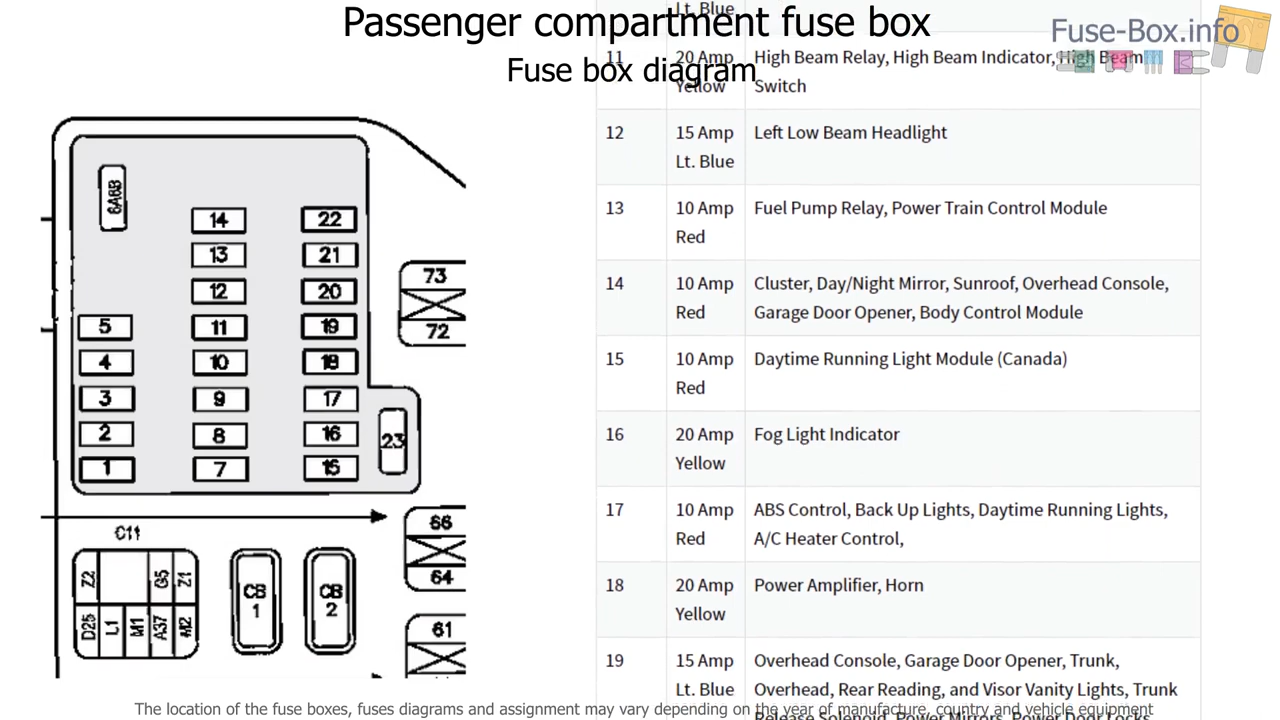 Passenger compartment fuse box
Fuse box diagram
Fuse-Box.info
Lt. Blue
11 20 Amp High Beam Relay, High Beam Indicator, High Beam
Yellow Switch
12 15 Amp Left Low Beam Headlight
Lt. Blue
13 10 Amp Fuel Pump Relay, Power Train Control Module
Red
14 10 Amp Cluster, Day/Night Mirror, Sunroof, Overhead Console,
Red Garage Door Opener, Body Control Module
15 10 Amp Daytime Running Light Module (Canada)
Red
16 20 Amp Fog Light Indicator
Yellow
17 10 Amp ABS Control, Back Up Lights, Daytime Running Lights,
Red A/C Heater Control,
18 20 Amp Power Amplifier, Horn
Yellow
19 15 Amp Overhead Console, Garage Door Opener, Trunk,
Lt. Blue Overhead, Rear Reading, and Visor Vanity Lights, Trunk
Release Solenoid, Power Mirrors, Power Door Locks
6A6B
14 22
13 21
12 20
5 11 19
4 10 18
3 9 17
2 8 16
1 7 15
23
73
72
66
64
61
C11
Z2 G5 Z1
D25 L1 M1 A37 M2
CB 1
CB 2
The location of the fuse boxes, fuses diagrams and assignment may vary depending on the year of manufacture, country and vehicle equipment